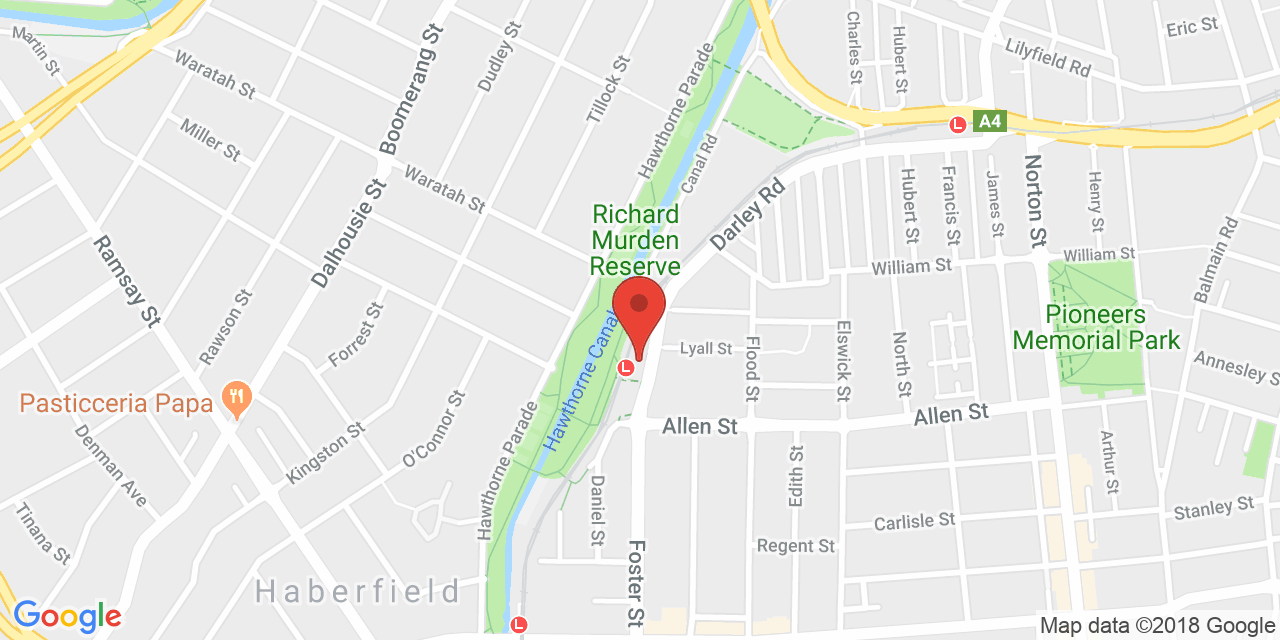 Martin St
Waratah St
Boomerang St
Dudley St
Tillock St
Hawthorne Parade
Canal Rd
Charles St
Hubert St
Lilyfield Rd
Eric St
A4
L
Miller St
Waratah St
Dalhousie St
Ramsay St
Richard
Murden
Reserve
Darley Rd
Hubert St
Francis St
James St
Norton St
Henry St
William St
William St
Balmain Rd
Rawson St
Forrest St
Hawthorne Canal
Lyall St
Flood St
Elswick St
North St
Pioneers
Memorial Park
Annesley St
L
Pasticceria Papa
O'Connor St
Kingston St
Denman Ave
Hawthorne Parade
Allen St
Allen St
Edith St
Arthur St
Daniel St
Carlisle St
Stanley St
Regent St
Tinana St
Foster St
Haberfield
Google
L
Map data ©2018 Google